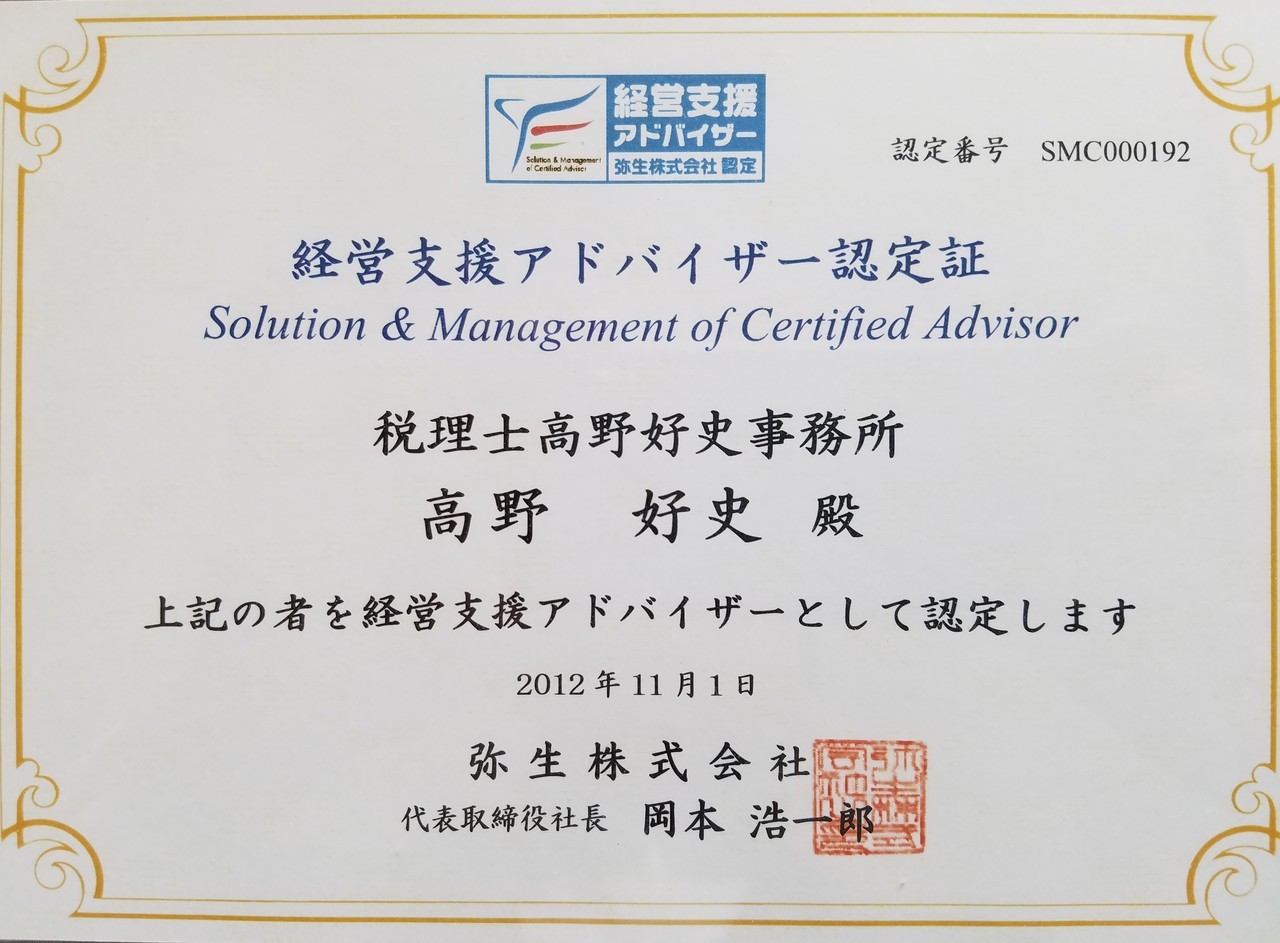 経営支援
アドバイザー
Solution & Management
of Certified Advisor
弥生株式会社 認定
認定番号 SMC000192
経営支援アドバイザー認定証
Solution & Management of Certified Advisor
税理士高野好史事務所
高野 好史 殿
上記の者を経営支援アドバイザーとして認定します
2012年11月1日
弥生株式会社
代表取締役社長 岡本 浩一郎